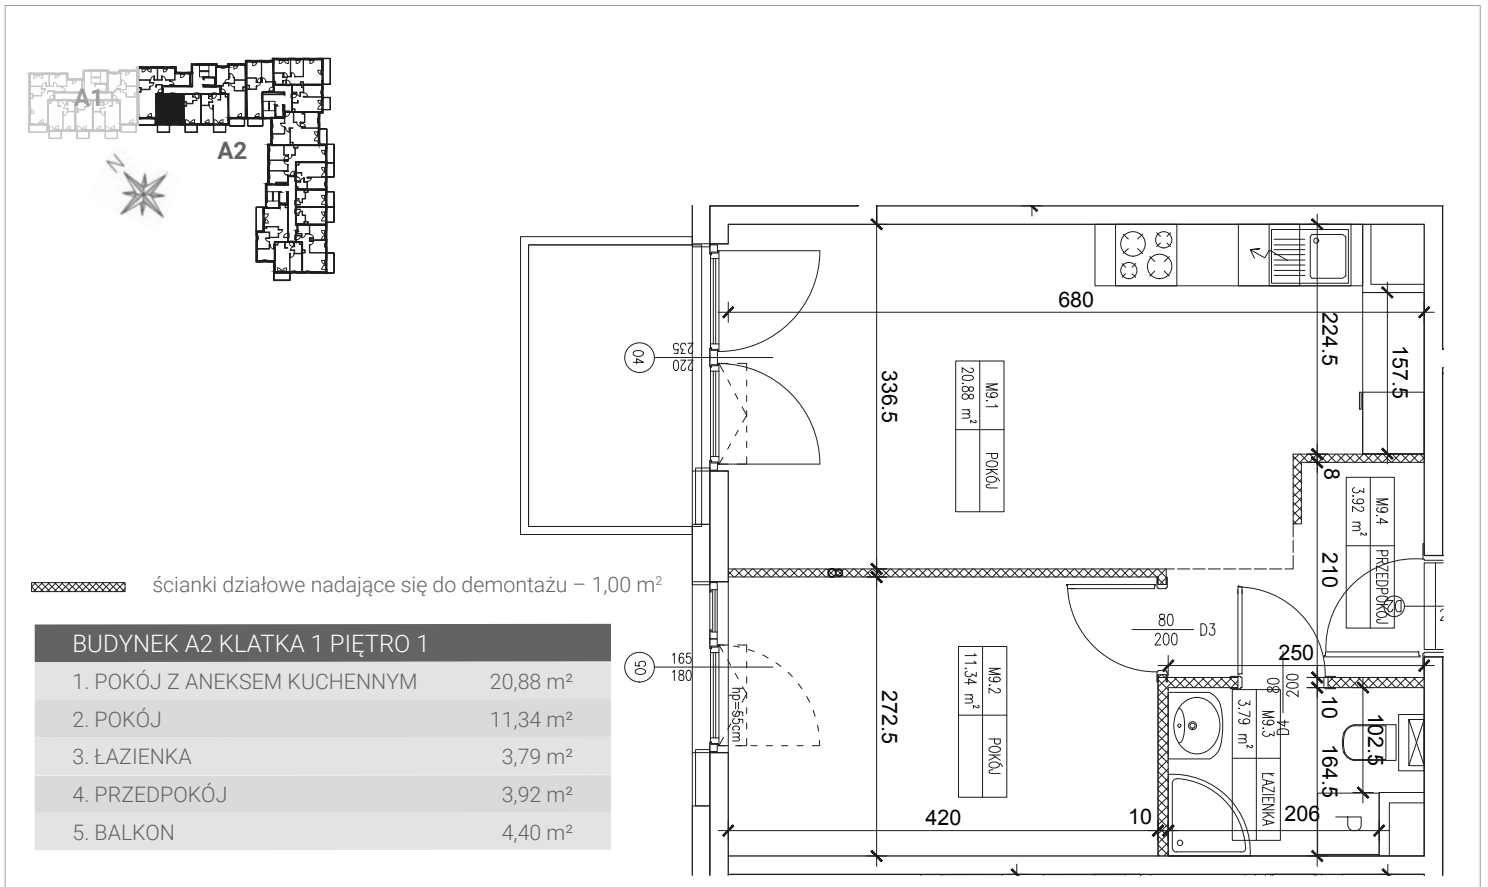 A1
A2
N
680
224.5
157.5
336.5
04
235
220
M9.1
20.88 m²
POKÓJ
8
M9.4
3.92 m²
PRZEDPOKÓJ
210
D2
8
ścianki działowe nadające się do demontażu – 1,00 m²
80
200
D3
250
BUDYNEK A2 KLATKA 1 PIĘTRO 1
1. POKÓJ Z ANEKSEM KUCHENNYM 20,88 m²
2. POKÓJ 11,34 m²
3. ŁAZIENKA 3,79 m²
4. PRZEDPOKÓJ 3,92 m²
5. BALKON 4,40 m²
05
165
180
hp=85cm
M9.2
11.34 m²
POKÓJ
272.5
80
200
D4
10
M9.3
3.79 m²
ŁAZIENKA
102.5
164.5
420
10
206
P